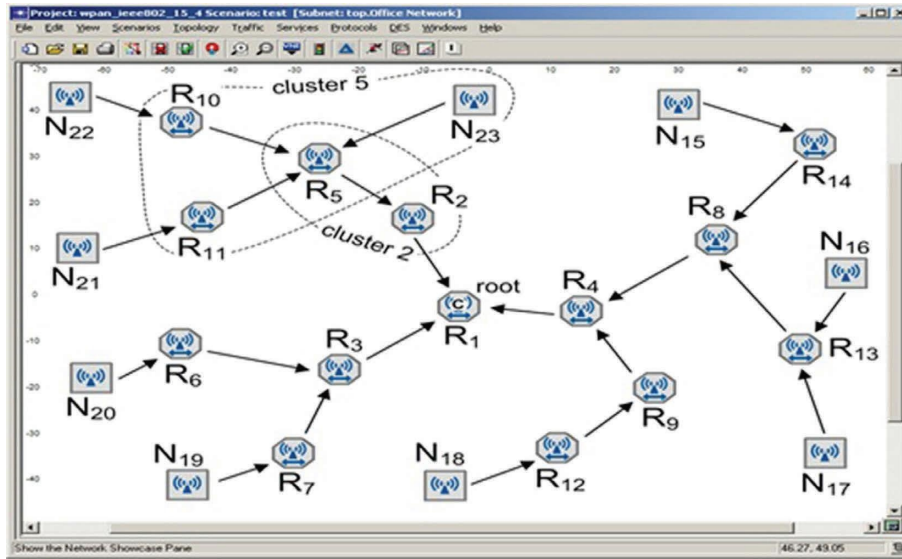 Project: wpan_ieee802_15_4 Scenario: test [Subnet: top.Office Network]
File Edit View Scenarios Topology Traffic Services Protocols DES Windows Help
-70 -60 -50 -40 -30 -20 -10 0 10 20 30 40 50 60
40
30
20
10
0
-10
-20
-30
-40
R10 cluster 5
N22
N23
N15
R14
R5
R2
R8
R11
cluster 2
N21
N16
R4
root
R1
R3
R13
R6
N20
R9
N19
N18
R7
R12
N17
Show the Network Showcase Pane
46.27, 49.05